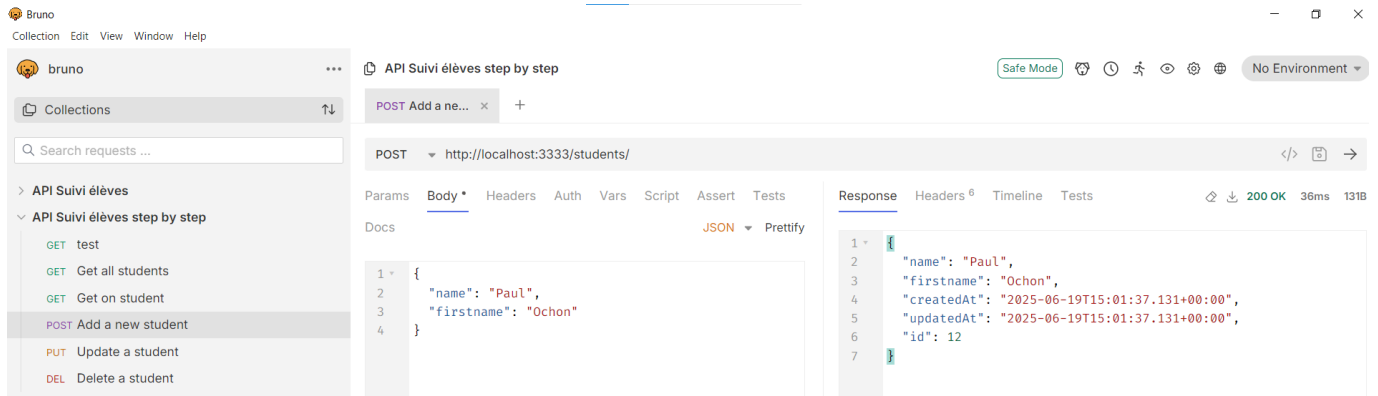 Bruno
Collection Edit View Window Help
bruno
Collections
Search requests ...
API Suivi élèves
API Suivi élèves step by step
GET test
GET Get all students
GET Get on student
POST Add a new student
PUT Update a student
DEL Delete a student
API Suivi élèves step by step
Safe Mode
No Environment
POST Add a ne... ×
+
POST http://localhost:3333/students/
Params Body Headers Auth Vars Script Assert Tests
Docs
JSON Prettify
1 {
2 "name": "Paul",
3 "firstname": "Ochon"
4 }
Response Headers 6 Timeline Tests
200 OK 36ms 131B
1 {
2 "name": "Paul",
3 "firstname": "Ochon",
4 "createdAt": "2025-06-19T15:01:37.131+00:00",
5 "updatedAt": "2025-06-19T15:01:37.131+00:00",
6 "id": 12
7 }